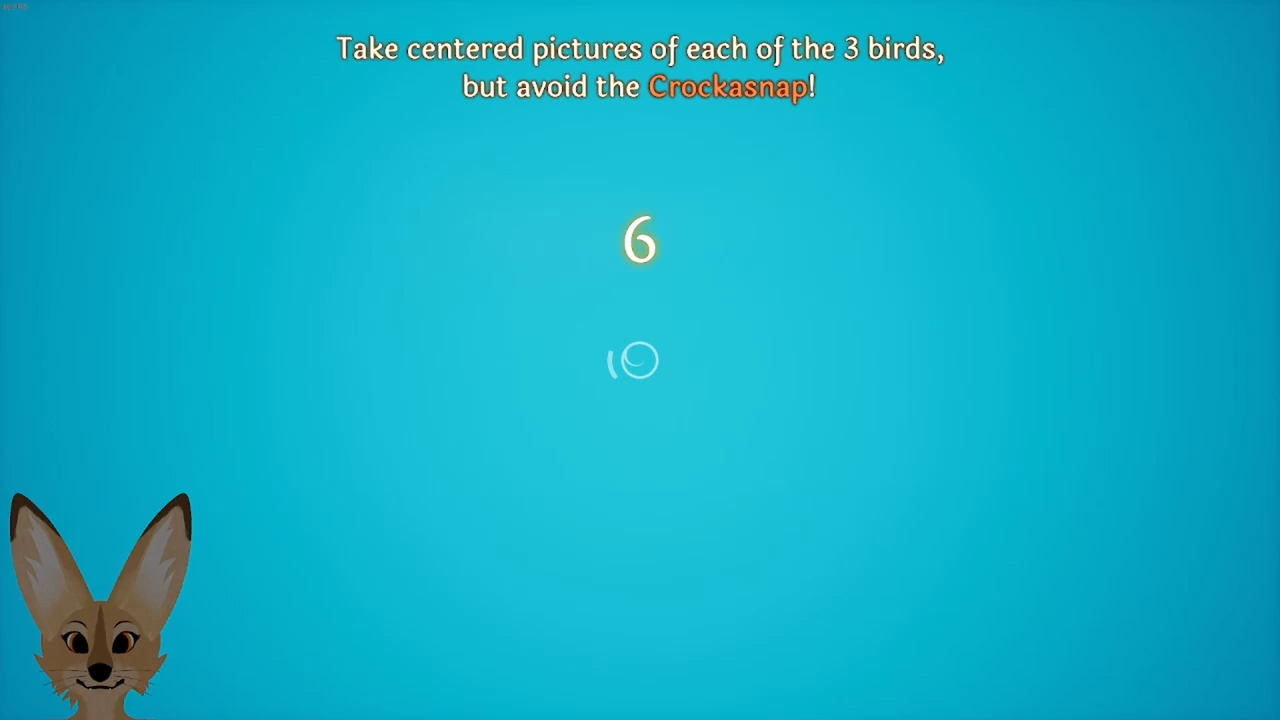 Take centered pictures of each of the 3 birds,
but avoid the Crockasnap!
6